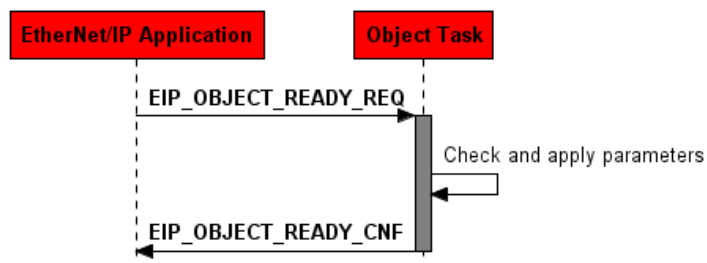 EtherNet/IP Application
Object Task
EIP_OBJECT_READY_REQ
Check and apply parameters
EIP_OBJECT_READY_CNF